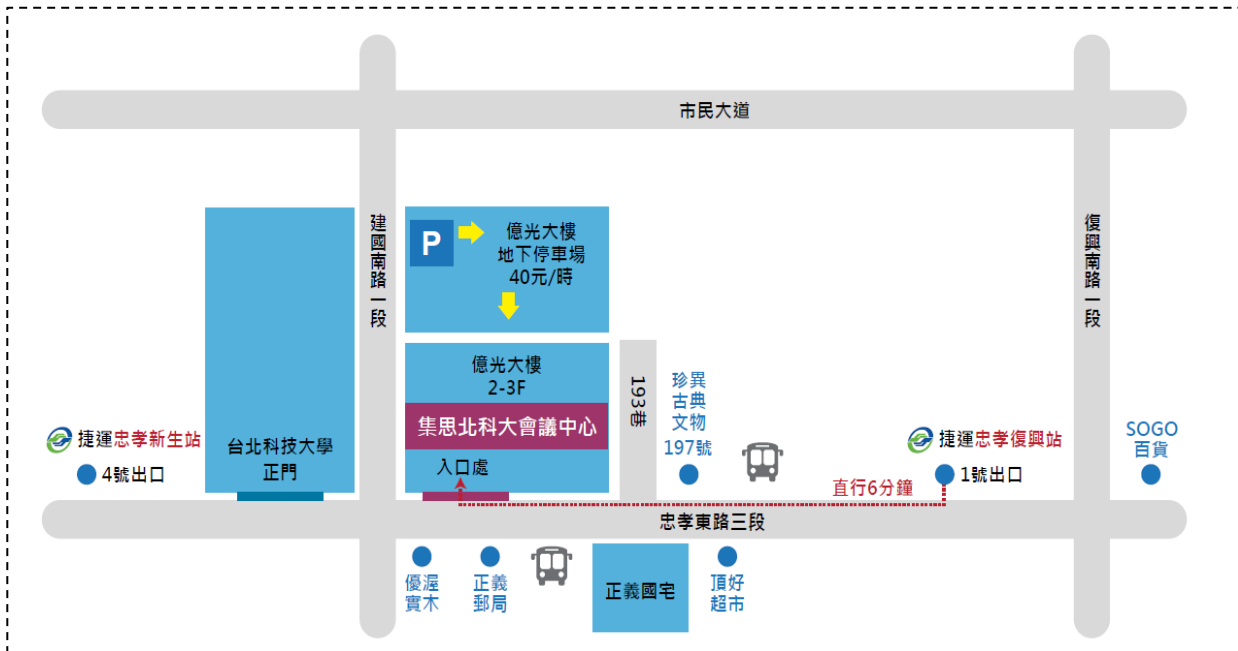 市民大道
建國南路一段
復興南路一段
P
億光大樓
地下停車場
40元/時
億光大樓
2-3F
集思北科大會議中心
入口處
193巷
珍異
古典
文物
197號
捷運忠孝新生站
4號出口
台北科技大學
正門
捷運忠孝復興站
1號出口
SOGO
百貨
直行6分鐘
忠孝東路三段
優渥
實木
正義
郵局
正義國宅
頂好
超市